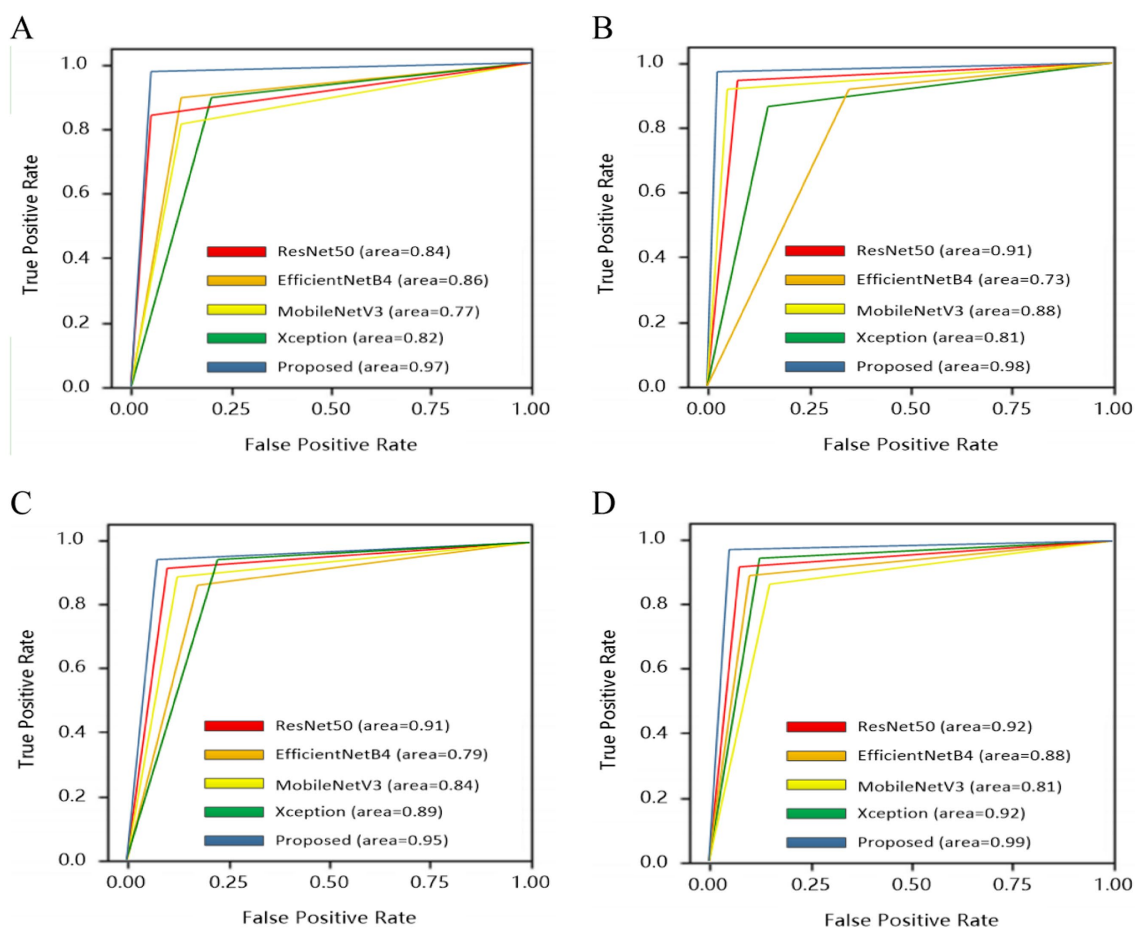 A
True Positive Rate
1.0
0.8
0.6
0.4
0.2
0.0
ResNet50 (area=0.84)
EfficientNetB4 (area=0.86)
MobileNetV3 (area=0.77)
Xception (area=0.82)
Proposed (area=0.97)
0.00 0.25 0.50 0.75 1.00
False Positive Rate
B
True Positive Rate
1.0
0.8
0.6
0.4
0.2
0.0
ResNet50 (area=0.91)
EfficientNetB4 (area=0.73)
MobileNetV3 (area=0.88)
Xception (area=0.81)
Proposed (area=0.98)
0.00 0.25 0.50 0.75 1.00
False Positive Rate
C
True Positive Rate
1.0
0.8
0.6
0.4
0.2
0.0
ResNet50 (area=0.91)
EfficientNetB4 (area=0.79)
MobileNetV3 (area=0.84)
Xception (area=0.89)
Proposed (area=0.95)
0.00 0.25 0.50 0.75 1.00
False Positive Rate
D
True Positive Rate
1.0
0.8
0.6
0.4
0.2
0.0
ResNet50 (area=0.92)
EfficientNetB4 (area=0.88)
MobileNetV3 (area=0.81)
Xception (area=0.92)
Proposed (area=0.99)
0.00 0.25 0.50 0.75 1.00
False Positive Rate